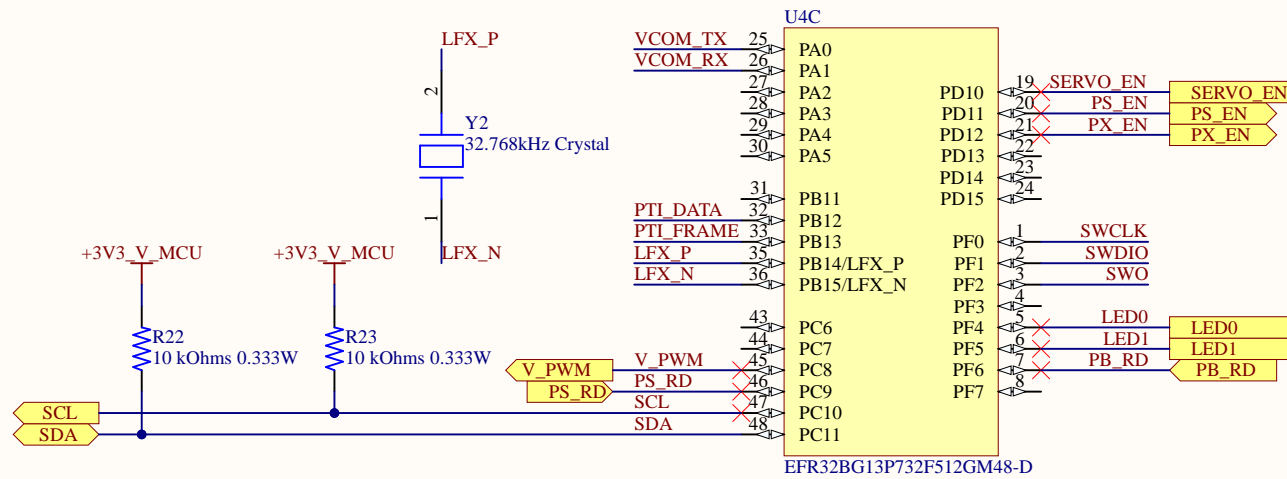 U4C
LFX_P
2
Y2
32.768kHz Crystal
1
LFX_N
+3V3_V_MCU
+3V3_V_MCU
R22
10 kOhms 0.333W
R23
10 kOhms 0.333W
VCOM_TX 25 PA0
VCOM_RX 26 PA1
27 PA2
28 PA3
29 PA4
30 PA5
31 PB11
PTI_DATA 32 PB12
PTI_FRAME 33 PB13
LFX_P 35 PB14/LFX_P
LFX_N 36 PB15/LFX_N
43 PC6
44 PC7
V_PWM V_PWM 45 PC8
PS_RD PS_RD 46 PC9
SCL SCL 47 PC10
SDA SDA 48 PC11
PD10 19 SERVO_EN SERVO_EN
PD11 20 PS_EN PS_EN
PD12 21 PX_EN PX_EN
PD13 22
PD14 23
PD15 24
PF0 1 SWCLK
PF1 2 SWDIO
PF2 3 SWO
PF3 4
PF4 5 LED0 LED0
PF5 6 LED1 LED1
PF6 7 PB_RD PB_RD
PF7 8
EFR32BG13P732F512GM48-D